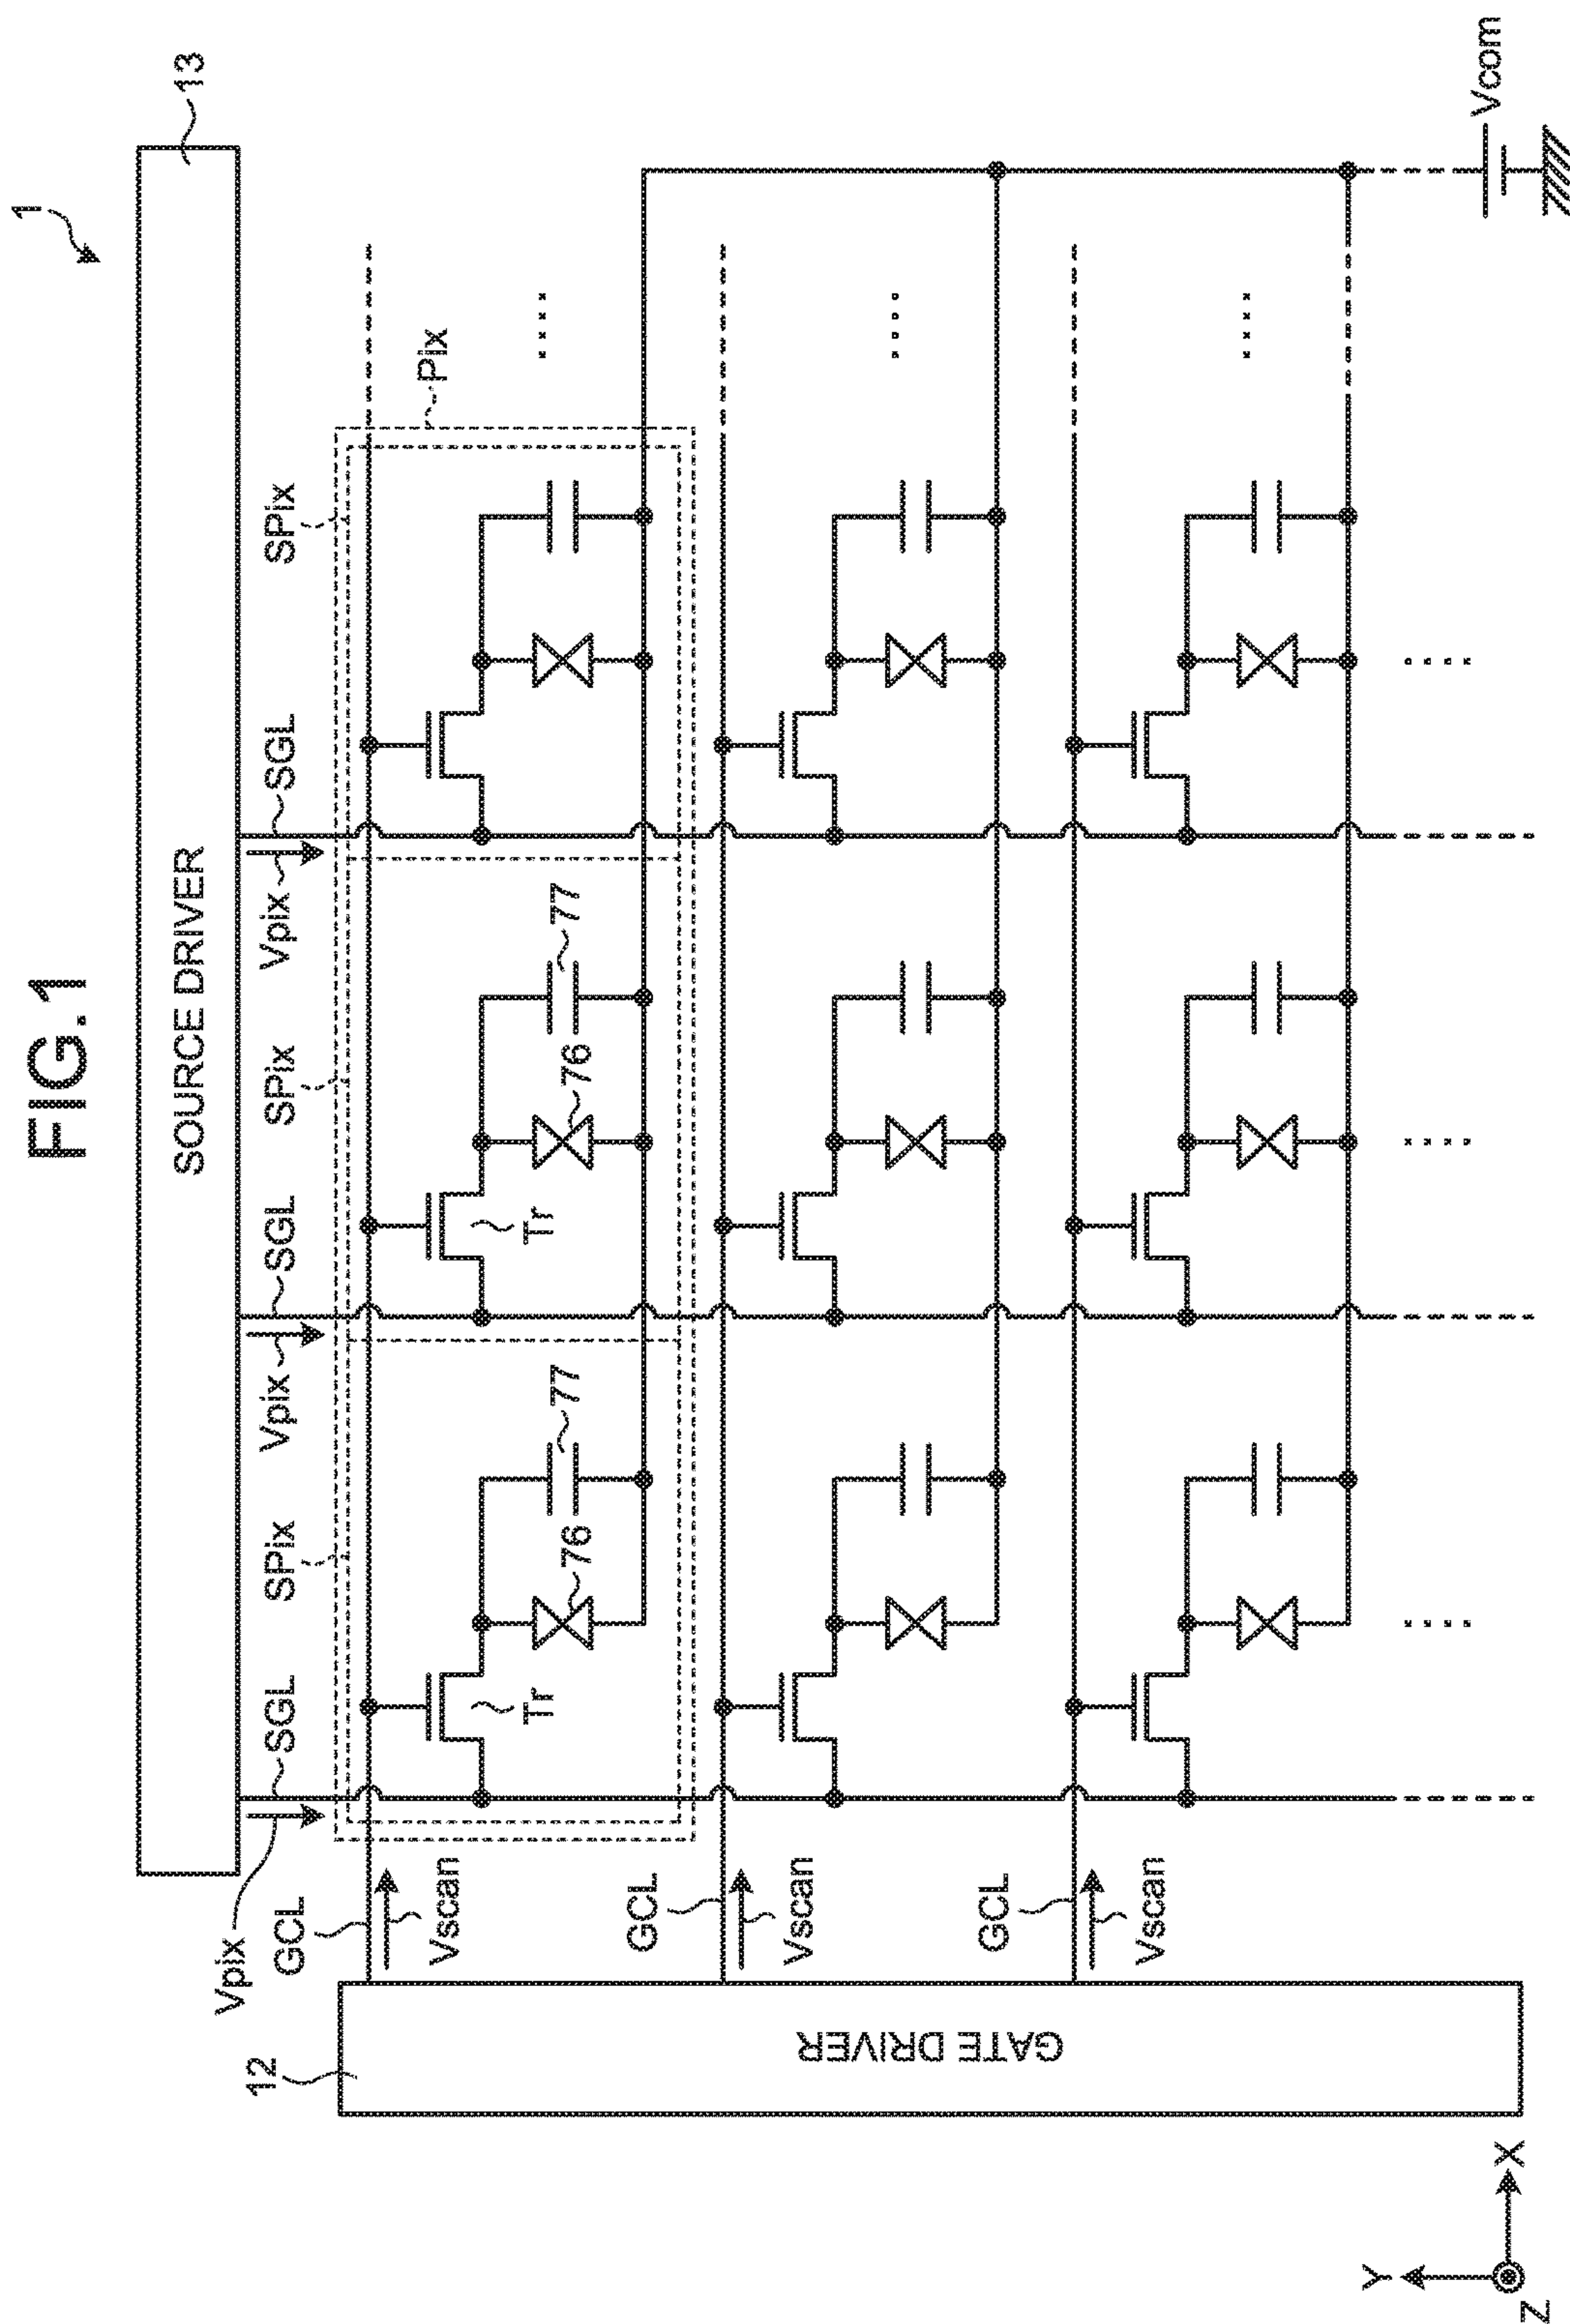 FIG.1
1
13
SOURCE DRIVER
Vpix
SGL
SPix
Vpix
SGL
SPix
Vpix
SGL
SPix
Pix
12
GCL
Vscan
Tr
76
77
Tr
76
77
GATE DRIVER
GCL
Vscan
GCL
Vscan
Vcom
Y
X
Z